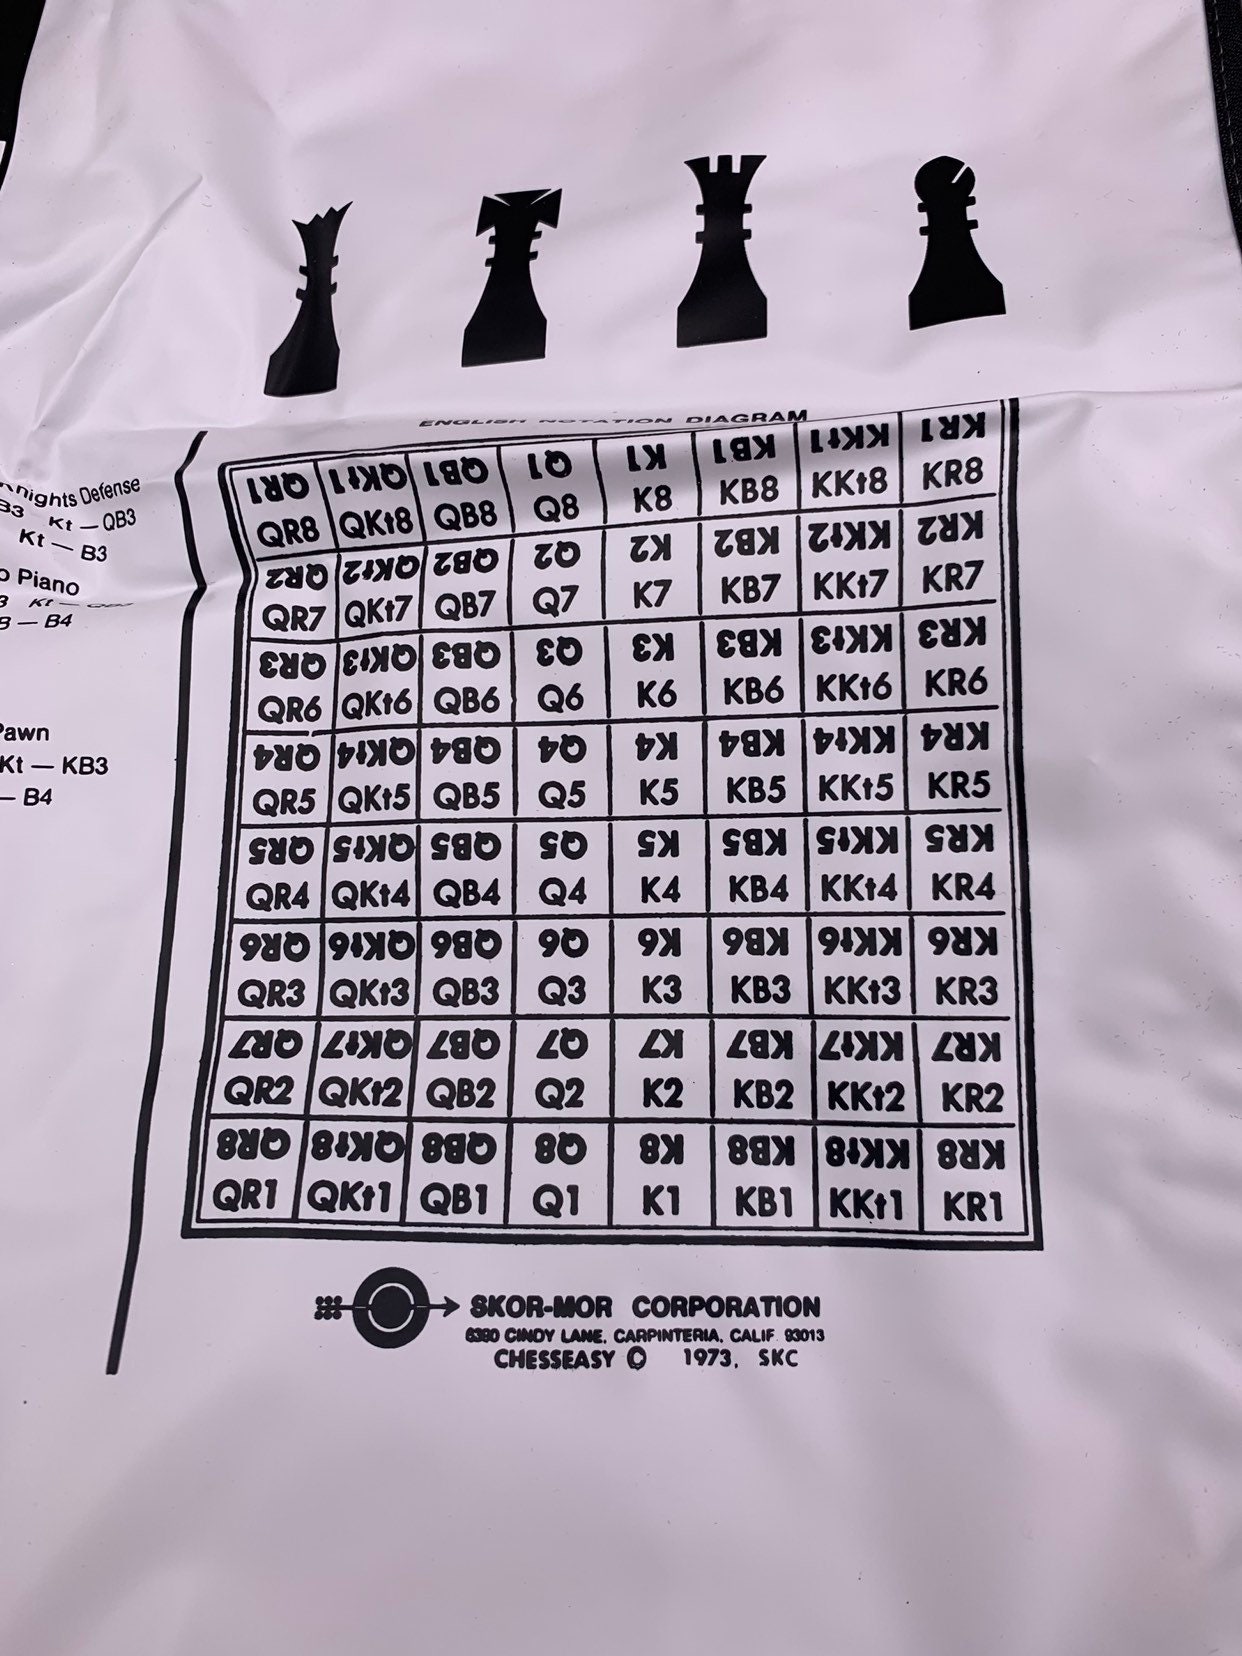 Knights Defense
B3 Kt — QB3
Kt — B3
o Piano
Kt —
B — B4
Pawn
Kt — KB3
— B4
ENGLISH NOTATION DIAGRAM
QR1 QKt1 QB1 Q1 K1 KB1 KKt1 KR1
QR8 QKt8 QB8 Q8 K8 KB8 KKt8 KR8
QR2 QKt2 QB2 Q2 K2 KB2 KKt2 KR2
QR7 QKt7 QB7 Q7 K7 KB7 KKt7 KR7
QR3 QKt3 QB3 Q3 K3 KB3 KKt3 KR3
QR6 QKt6 QB6 Q6 K6 KB6 KKt6 KR6
QR4 QKt4 QB4 Q4 K4 KB4 KKt4 KR4
QR5 QKt5 QB5 Q5 K5 KB5 KKt5 KR5
QR5 QKt5 QB5 Q5 K5 KB5 KKt5 KR5
QR4 QKt4 QB4 Q4 K4 KB4 KKt4 KR4
QR6 QKt6 QB6 Q6 K6 KB6 KKt6 KR6
QR3 QKt3 QB3 Q3 K3 KB3 KKt3 KR3
QR7 QKt7 QB7 Q7 K7 KB7 KKt7 KR7
QR2 QKt2 QB2 Q2 K2 KB2 KKt2 KR2
QR8 QKt8 QB8 Q8 K8 KB8 KKt8 KR8
QR1 QKt1 QB1 Q1 K1 KB1 KKt1 KR1
SKOR-MOR CORPORATION
6380 CINDY LANE, CARPINTERIA, CALIF. 93013
CHESSEASY © 1973, SKC